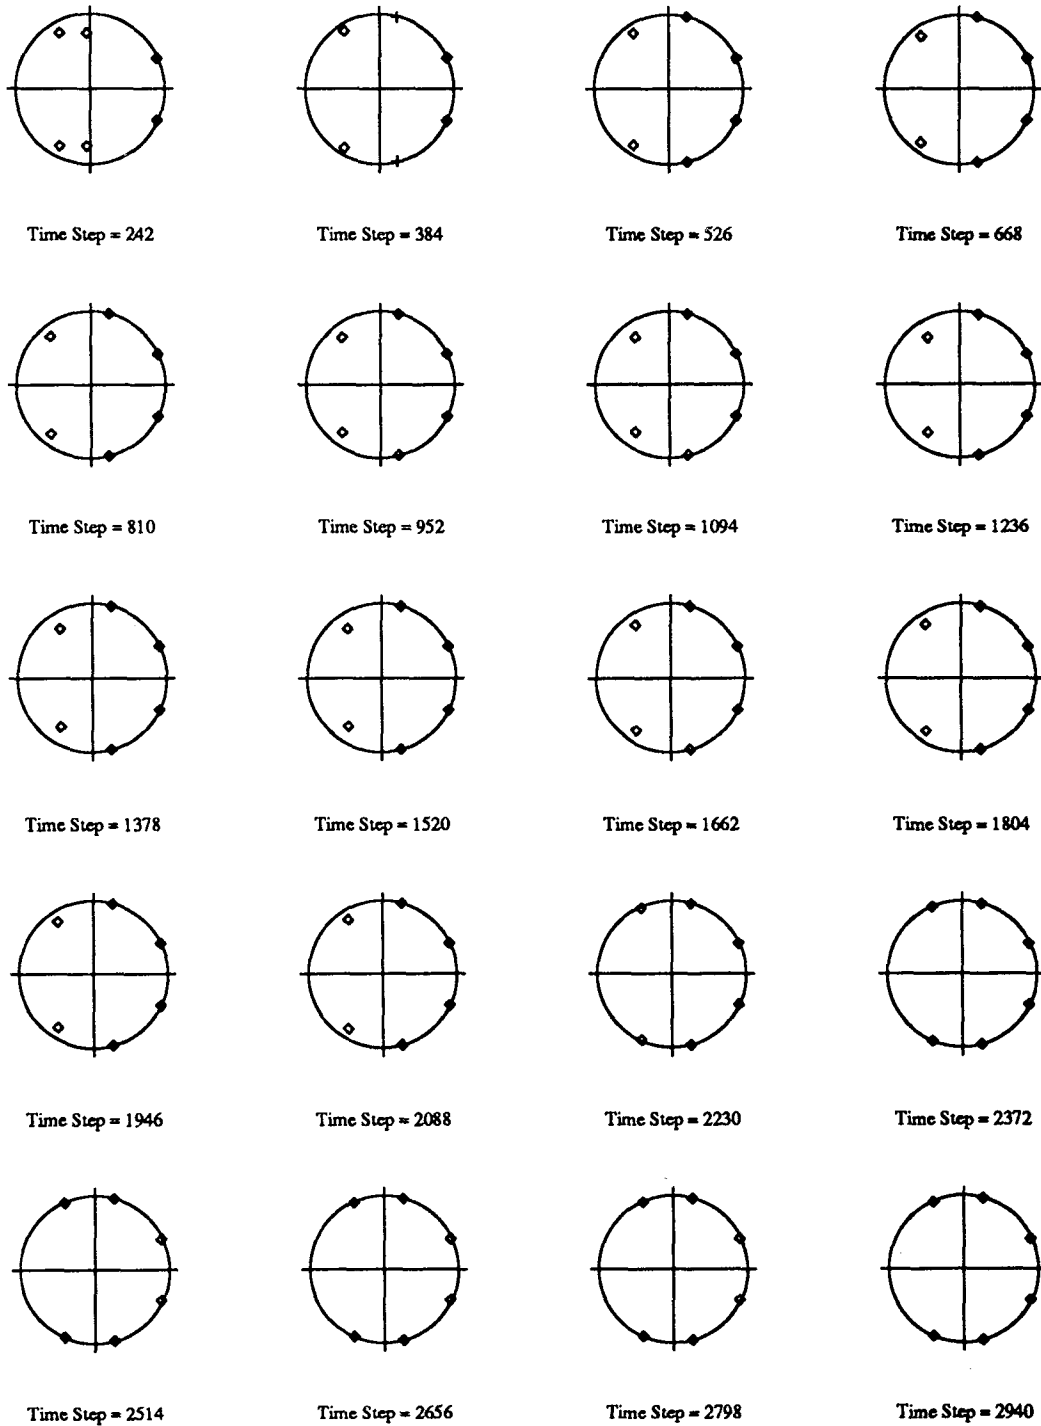 Time Step = 242
Time Step = 384
Time Step = 526
Time Step = 668
Time Step = 810
Time Step = 952
Time Step = 1094
Time Step = 1236
Time Step = 1378
Time Step = 1520
Time Step = 1662
Time Step = 1804
Time Step = 1946
Time Step = 2088
Time Step = 2230
Time Step = 2372
Time Step = 2514
Time Step = 2656
Time Step = 2798
Time Step = 2940